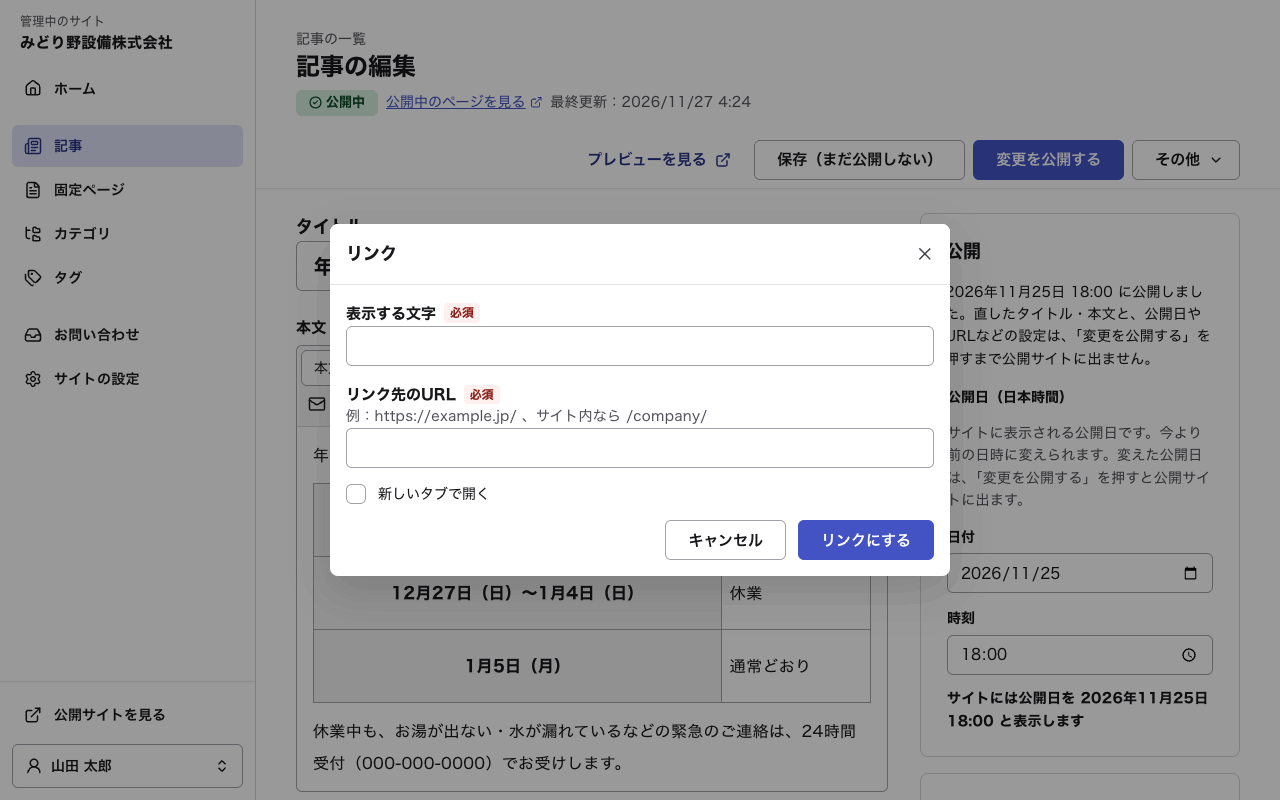 管理中のサイト
みどり野設備株式会社
ホーム
記事
固定ページ
カテゴリ
タグ
お問い合わせ
サイトの設定
公開サイトを見る
山田 太郎
記事の一覧
記事の編集
公開中
公開中のページを見る
最終更新：2026/11/27 4:24
プレビューを見る
保存（まだ公開しない）
変更を公開する
その他
タイトル
年
本文
本
年
リンク
表示する文字 必須
リンク先のURL 必須
例：https://example.jp/ 、サイト内なら /company/
新しいタブで開く
キャンセル
リンクにする
12月27日（日）〜1月4日（日）
休業
1月5日（月）
通常どおり
休業中も、お湯が出ない・水が漏れているなどの緊急のご連絡は、24時間
受付（000-000-0000）でお受けします。
公開
2026年11月25日 18:00 に公開しまし
た。直したタイトル・本文と、公開日や
URLなどの設定は、「変更を公開する」を
押すまで公開サイトに出ません。
公開日（日本時間）
サイトに表示される公開日です。今より
前の日時に変えられます。変えた公開日
は、「変更を公開する」を押すと公開サイ
トに出ます。
日付
2026/11/25
時刻
18:00
サイトには公開日を 2026年11月25日
18:00 と表示します